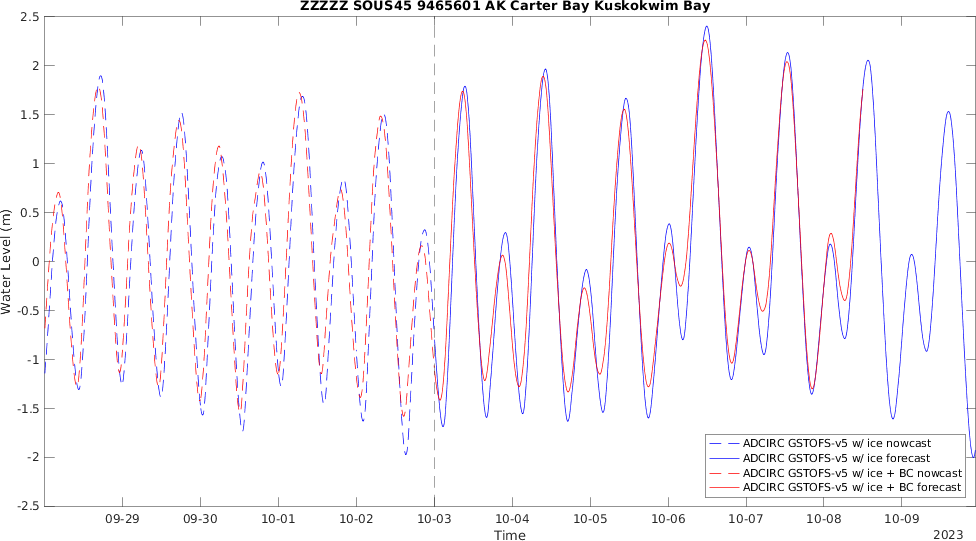 ZZZZZ SOUS45 9465601 AK Carter Bay Kuskokwim Bay
2.5
2
1.5
1
0.5
0
-0.5
-1
-1.5
-2
-2.5
Water Level (m)
ADCIRC GSTOFS-v5 w/ ice nowcast
ADCIRC GSTOFS-v5 w/ ice forecast
ADCIRC GSTOFS-v5 w/ ice + BC nowcast
ADCIRC GSTOFS-v5 w/ ice + BC forecast
09-29 09-30 10-01 10-02 10-03 10-04 10-05 10-06 10-07 10-08 10-09
Time
2023